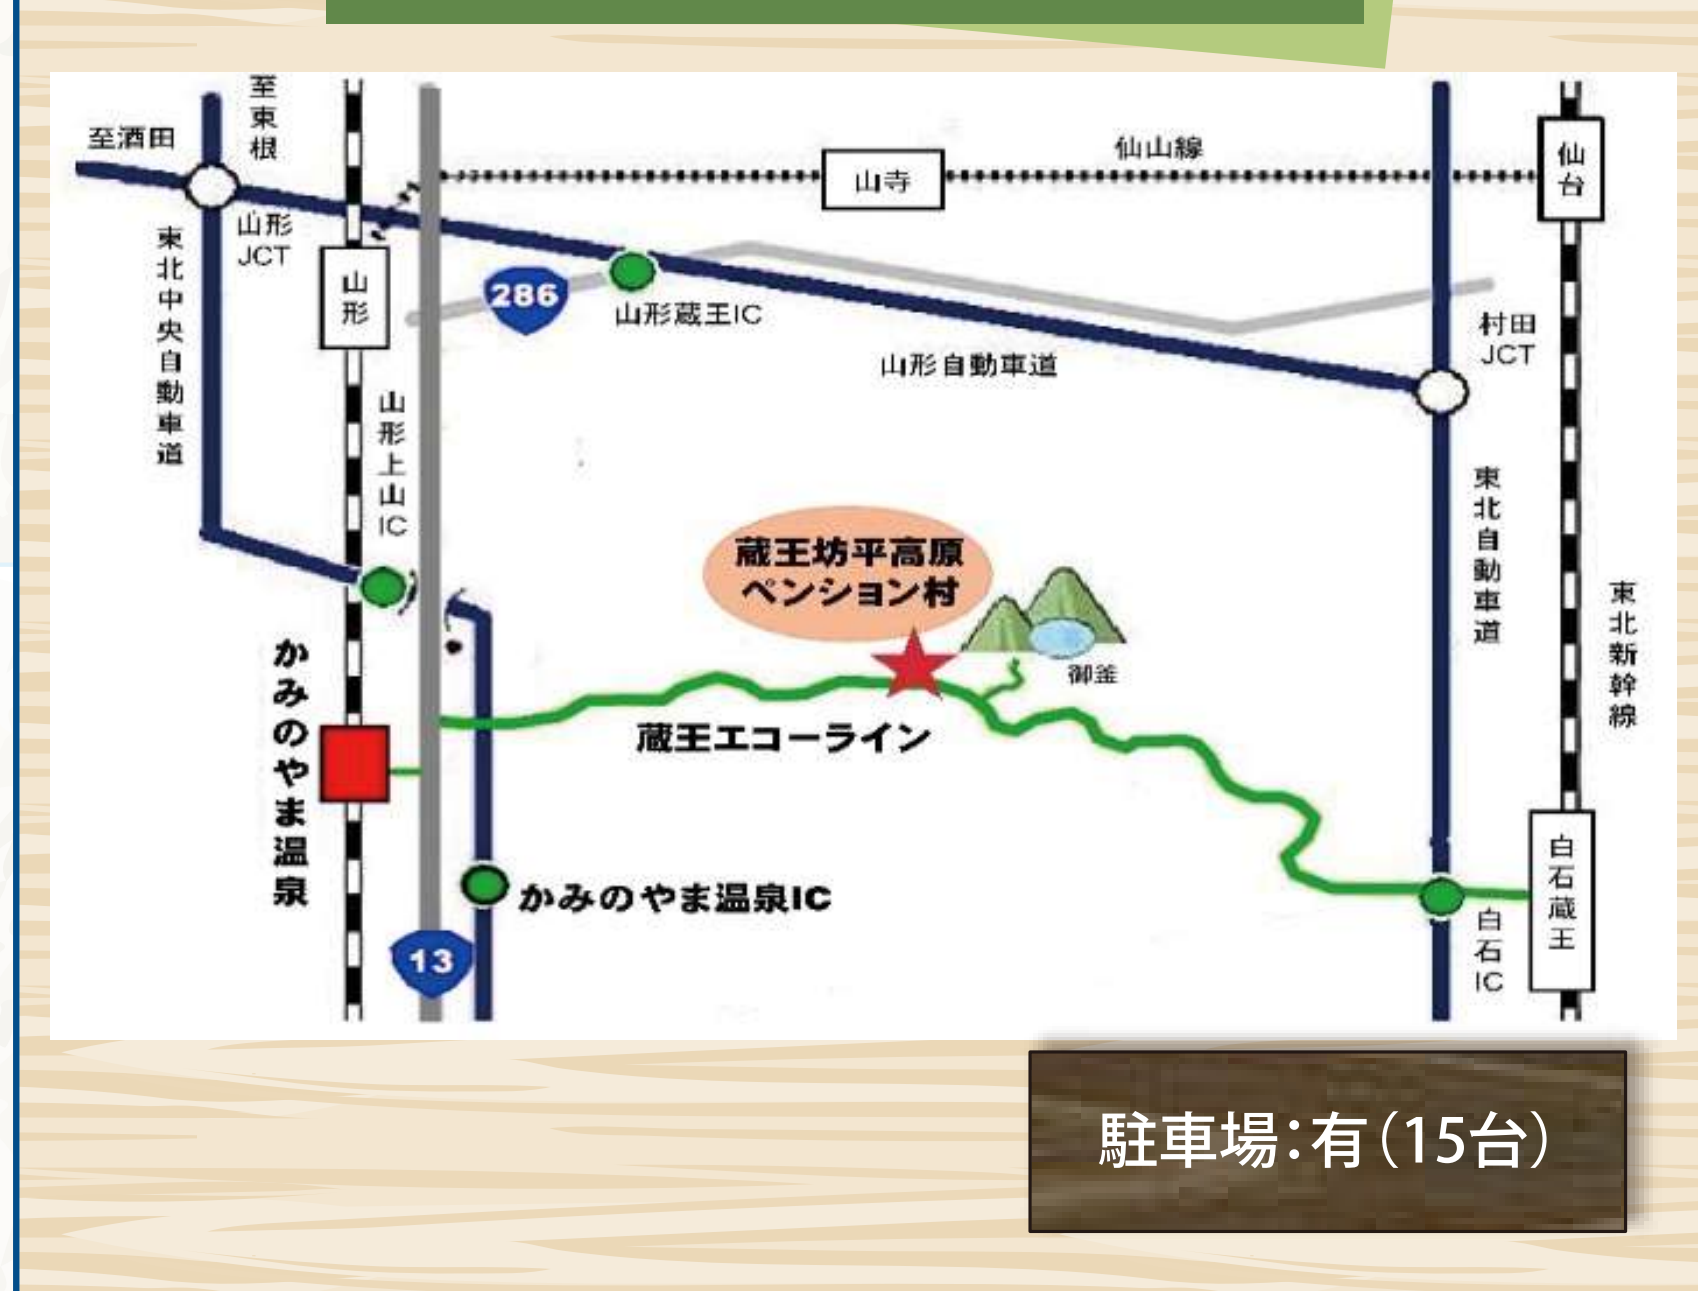 至東根
至酒田
仙山線
仙台
山寺
山形JCT
東北中央自動車道
山形
286
山形蔵王IC
村田
JCT
山形自動車道
山形上山IC
東北自動車道
蔵王坊平高原
ペンション村
東北新幹線
かみのやま温泉
御釜
蔵王エコーライン
白石蔵王
かみのやま温泉IC
白石IC
13
駐車場：有（15台）